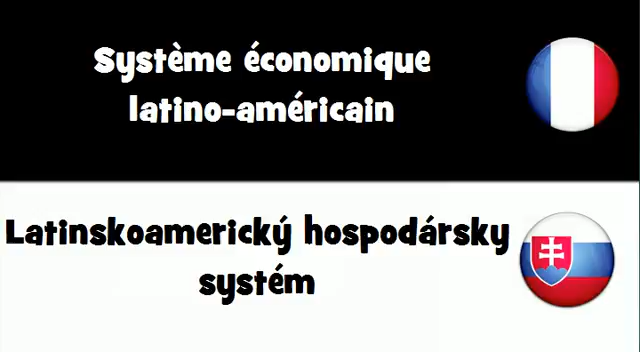 Système économique
latino-américain
Latinskoamerický hospodársky
systém